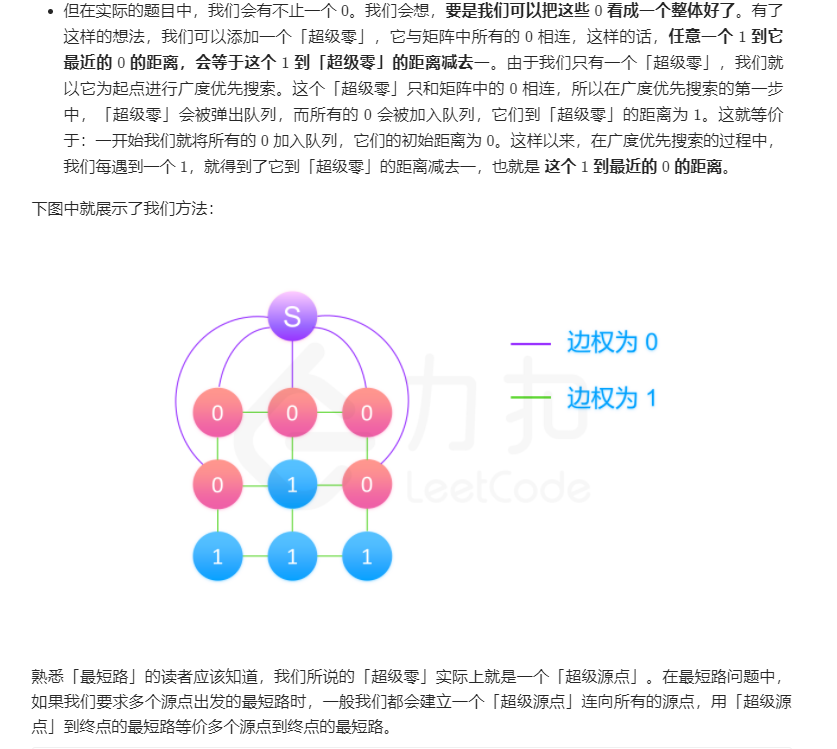 但在实际的题目中，我们会有不止一个 0。我们会想，要是我们可以把这些 0 看成一个整体好了。有了
这样的想法，我们可以添加一个「超级零」，它与矩阵中所有的 0 相连，这样的话，任意一个 1 到它
最近的 0 的距离，会等于这个 1 到「超级零」的距离减去一。由于我们只有一个「超级零」，我们就
以它为起点进行广度优先搜索。这个「超级零」只和矩阵中的 0 相连，所以在广度优先搜索的第一步
中，「超级零」会被弹出队列，而所有的 0 会被加入队列，它们到「超级零」的距离为 1。这就等价
于：一开始我们就将所有的 0 加入队列，它们的初始距离为 0。这样以来，在广度优先搜索的过程中，
我们每遇到一个 1，就得到了它到「超级零」的距离减去一，也就是 这个 1 到最近的 0 的距离。
下图中就展示了我们方法：
S
边权为 0
边权为 1
0 0 0
力扣
0 1 0
LeetCode
1 1 1
熟悉「最短路」的读者应该知道，我们所说的「超级零」实际上就是一个「超级源点」。在最短路问题中，
如果我们要求多个源点出发的最短路时，一般我们都会建立一个「超级源点」连向所有的源点，用「超级源
点」到终点的最短路等价多个源点到终点的最短路。